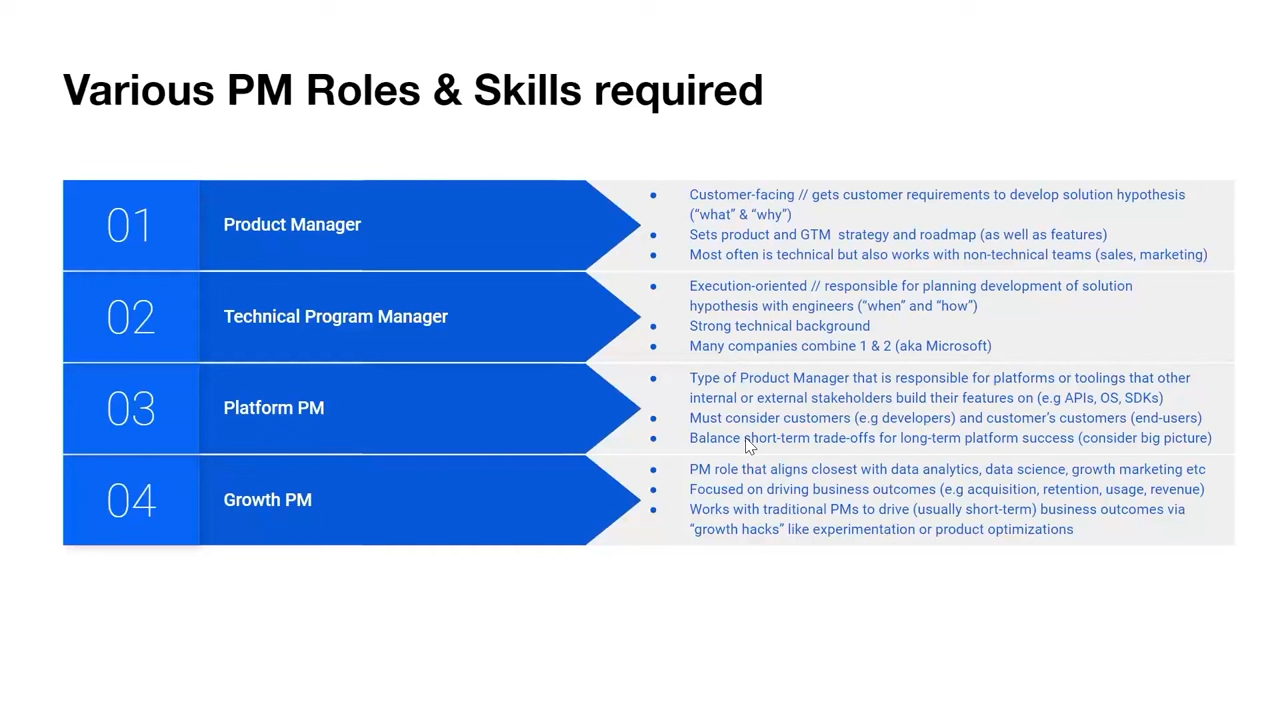 Various PM Roles & Skills required
01
Product Manager
● Customer-facing // gets customer requirements to develop solution hypothesis
(“what” & “why”)
● Sets product and GTM  strategy and roadmap (as well as features)
● Most often is technical but also works with non-technical teams (sales, marketing)
02
Technical Program Manager
● Execution-oriented // responsible for planning development of solution
hypothesis with engineers (“when” and “how”)
● Strong technical background
● Many companies combine 1 & 2 (aka Microsoft)
03
Platform PM
● Type of Product Manager that is responsible for platforms or toolings that other
internal or external stakeholders build their features on (e.g APIs, OS, SDKs)
● Must consider customers (e.g developers) and customer’s customers (end-users)
● Balance short-term trade-offs for long-term platform success (consider big picture)
04
Growth PM
● PM role that aligns closest with data analytics, data science, growth marketing etc
● Focused on driving business outcomes (e.g acquisition, retention, usage, revenue)
● Works with traditional PMs to drive (usually short-term) business outcomes via
“growth hacks” like experimentation or product optimizations